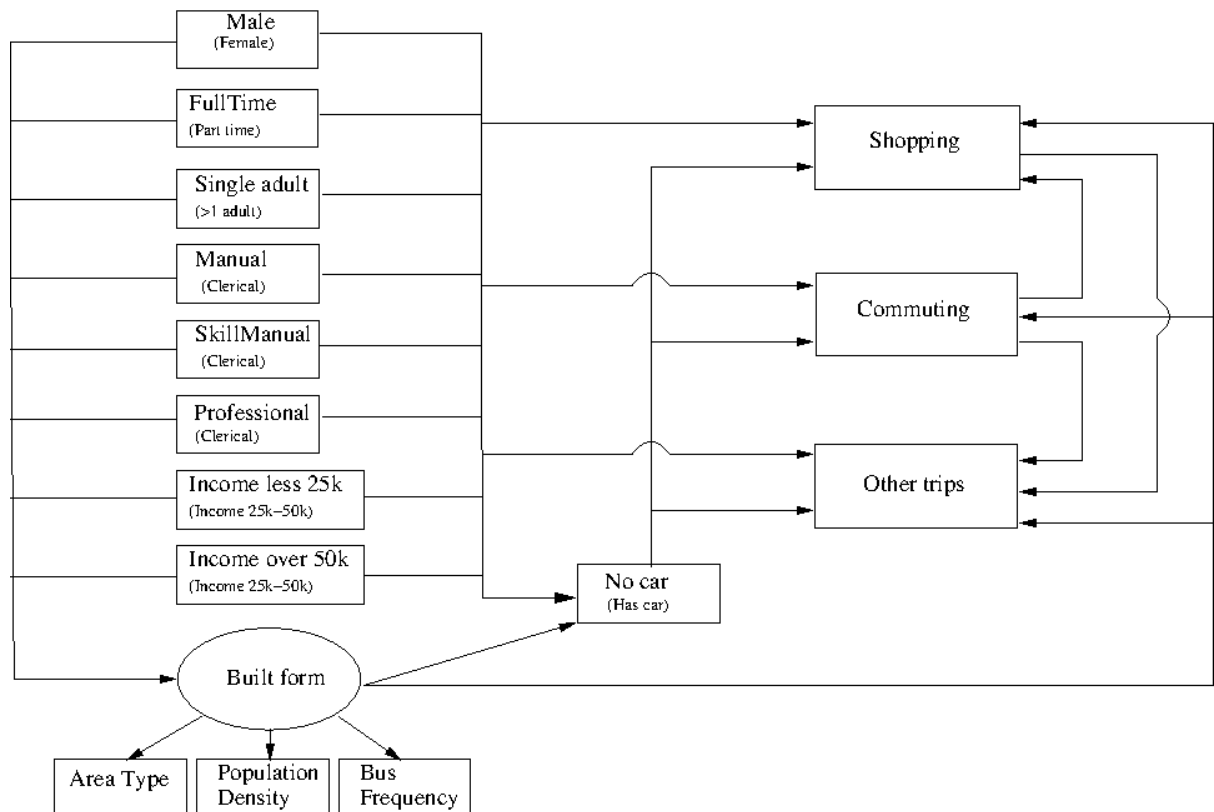 Male
(Female)
FullTime
(Part time)
Single adult
(>1 adult)
Manual
(Clerical)
SkillManual
(Clerical)
Professional
(Clerical)
Income less 25k
(Income 25k–50k)
Income over 50k
(Income 25k–50k)
Shopping
Commuting
Other trips
No car
(Has car)
Built form
Area Type
Population
Density
Bus
Frequency